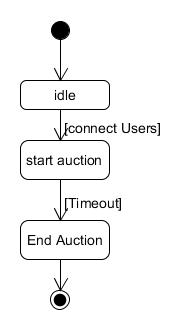 idle
[connect Users]
start auction
[Timeout]
End Auction